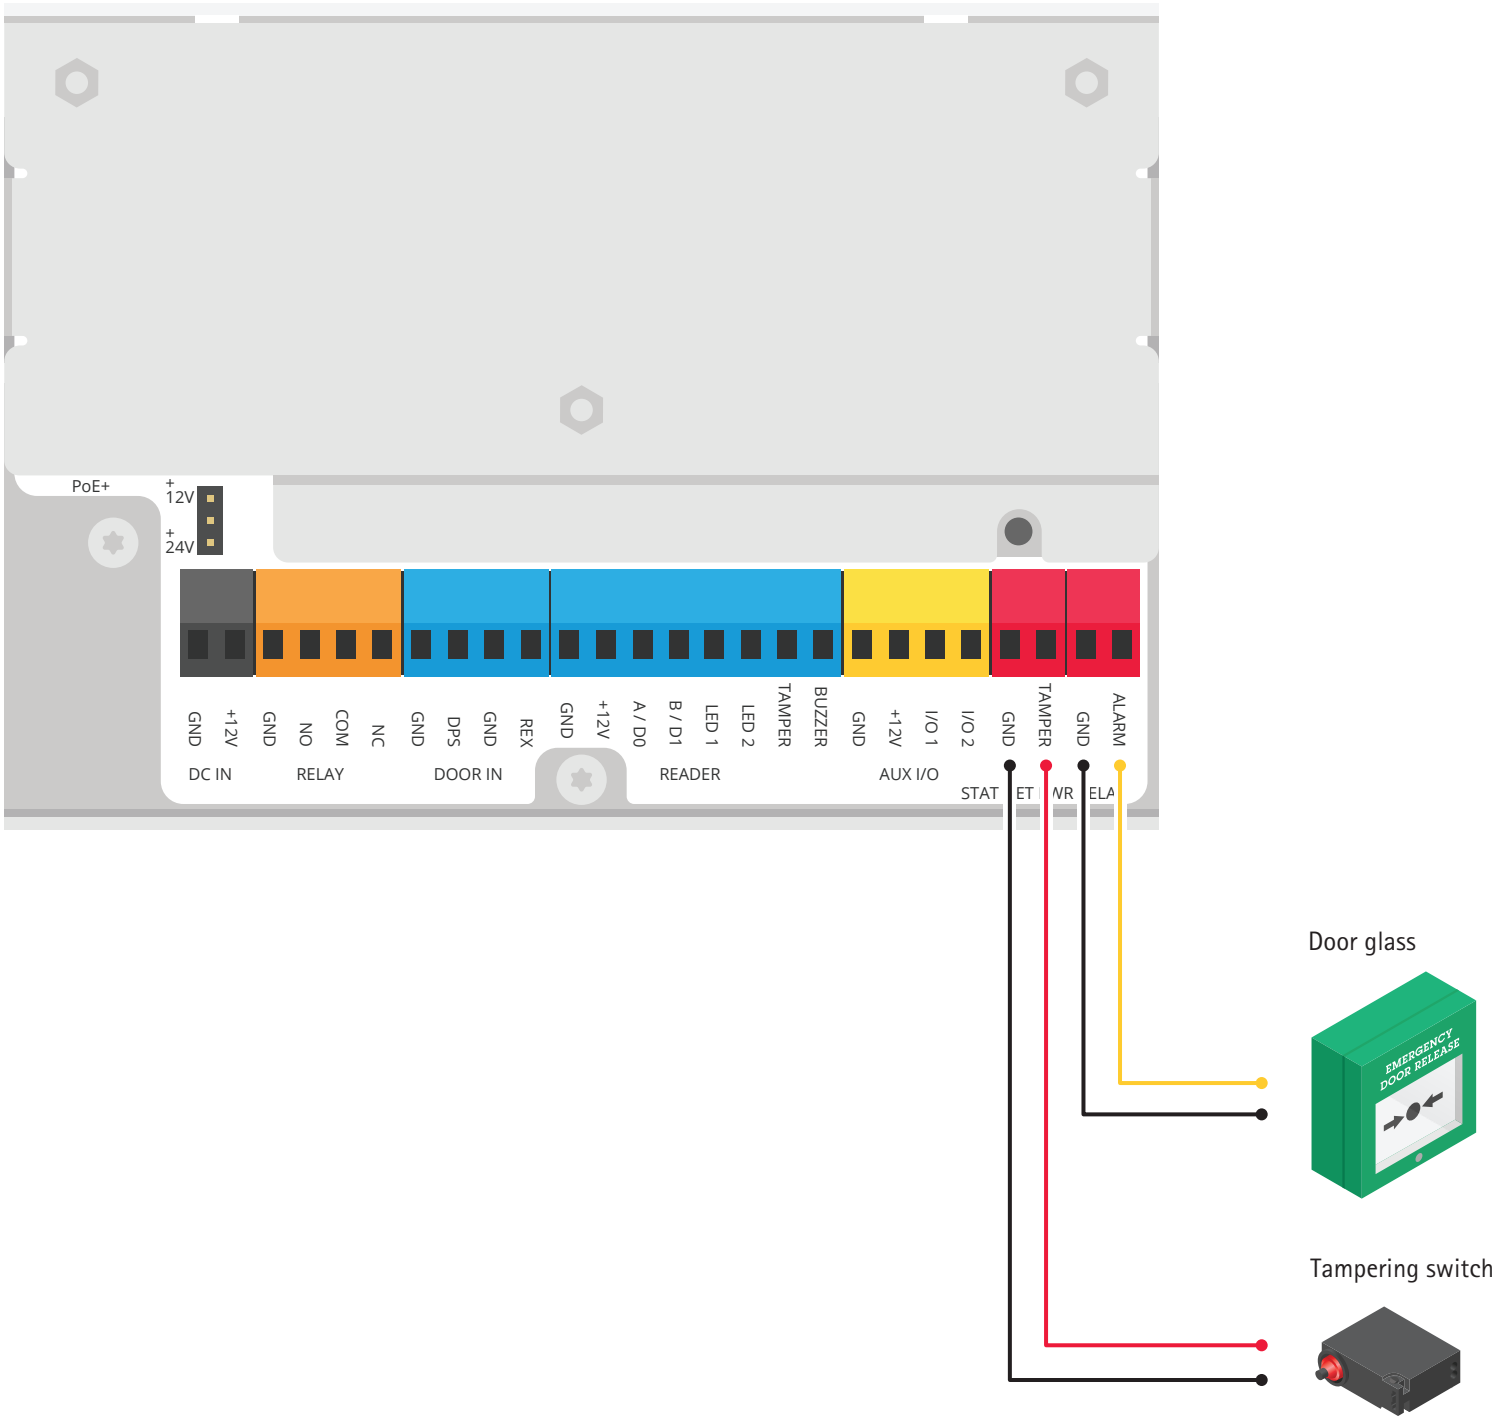 PoE+
+
12V
+
24V
GND
+12V
GND
NO
COM
NC
GND
DPS
GND
REX
GND
+12V
A / D0
B / D1
LED 1
LED 2
TAMPER
BUZZER
GND
+12V
I/O 1
I/O 2
GND
TAMPER
GND
ALARM
DC IN
RELAY
DOOR IN
READER
AUX I/O
STAT
Door glass
EMERGENCY
DOOR RELEASE
Tampering switch